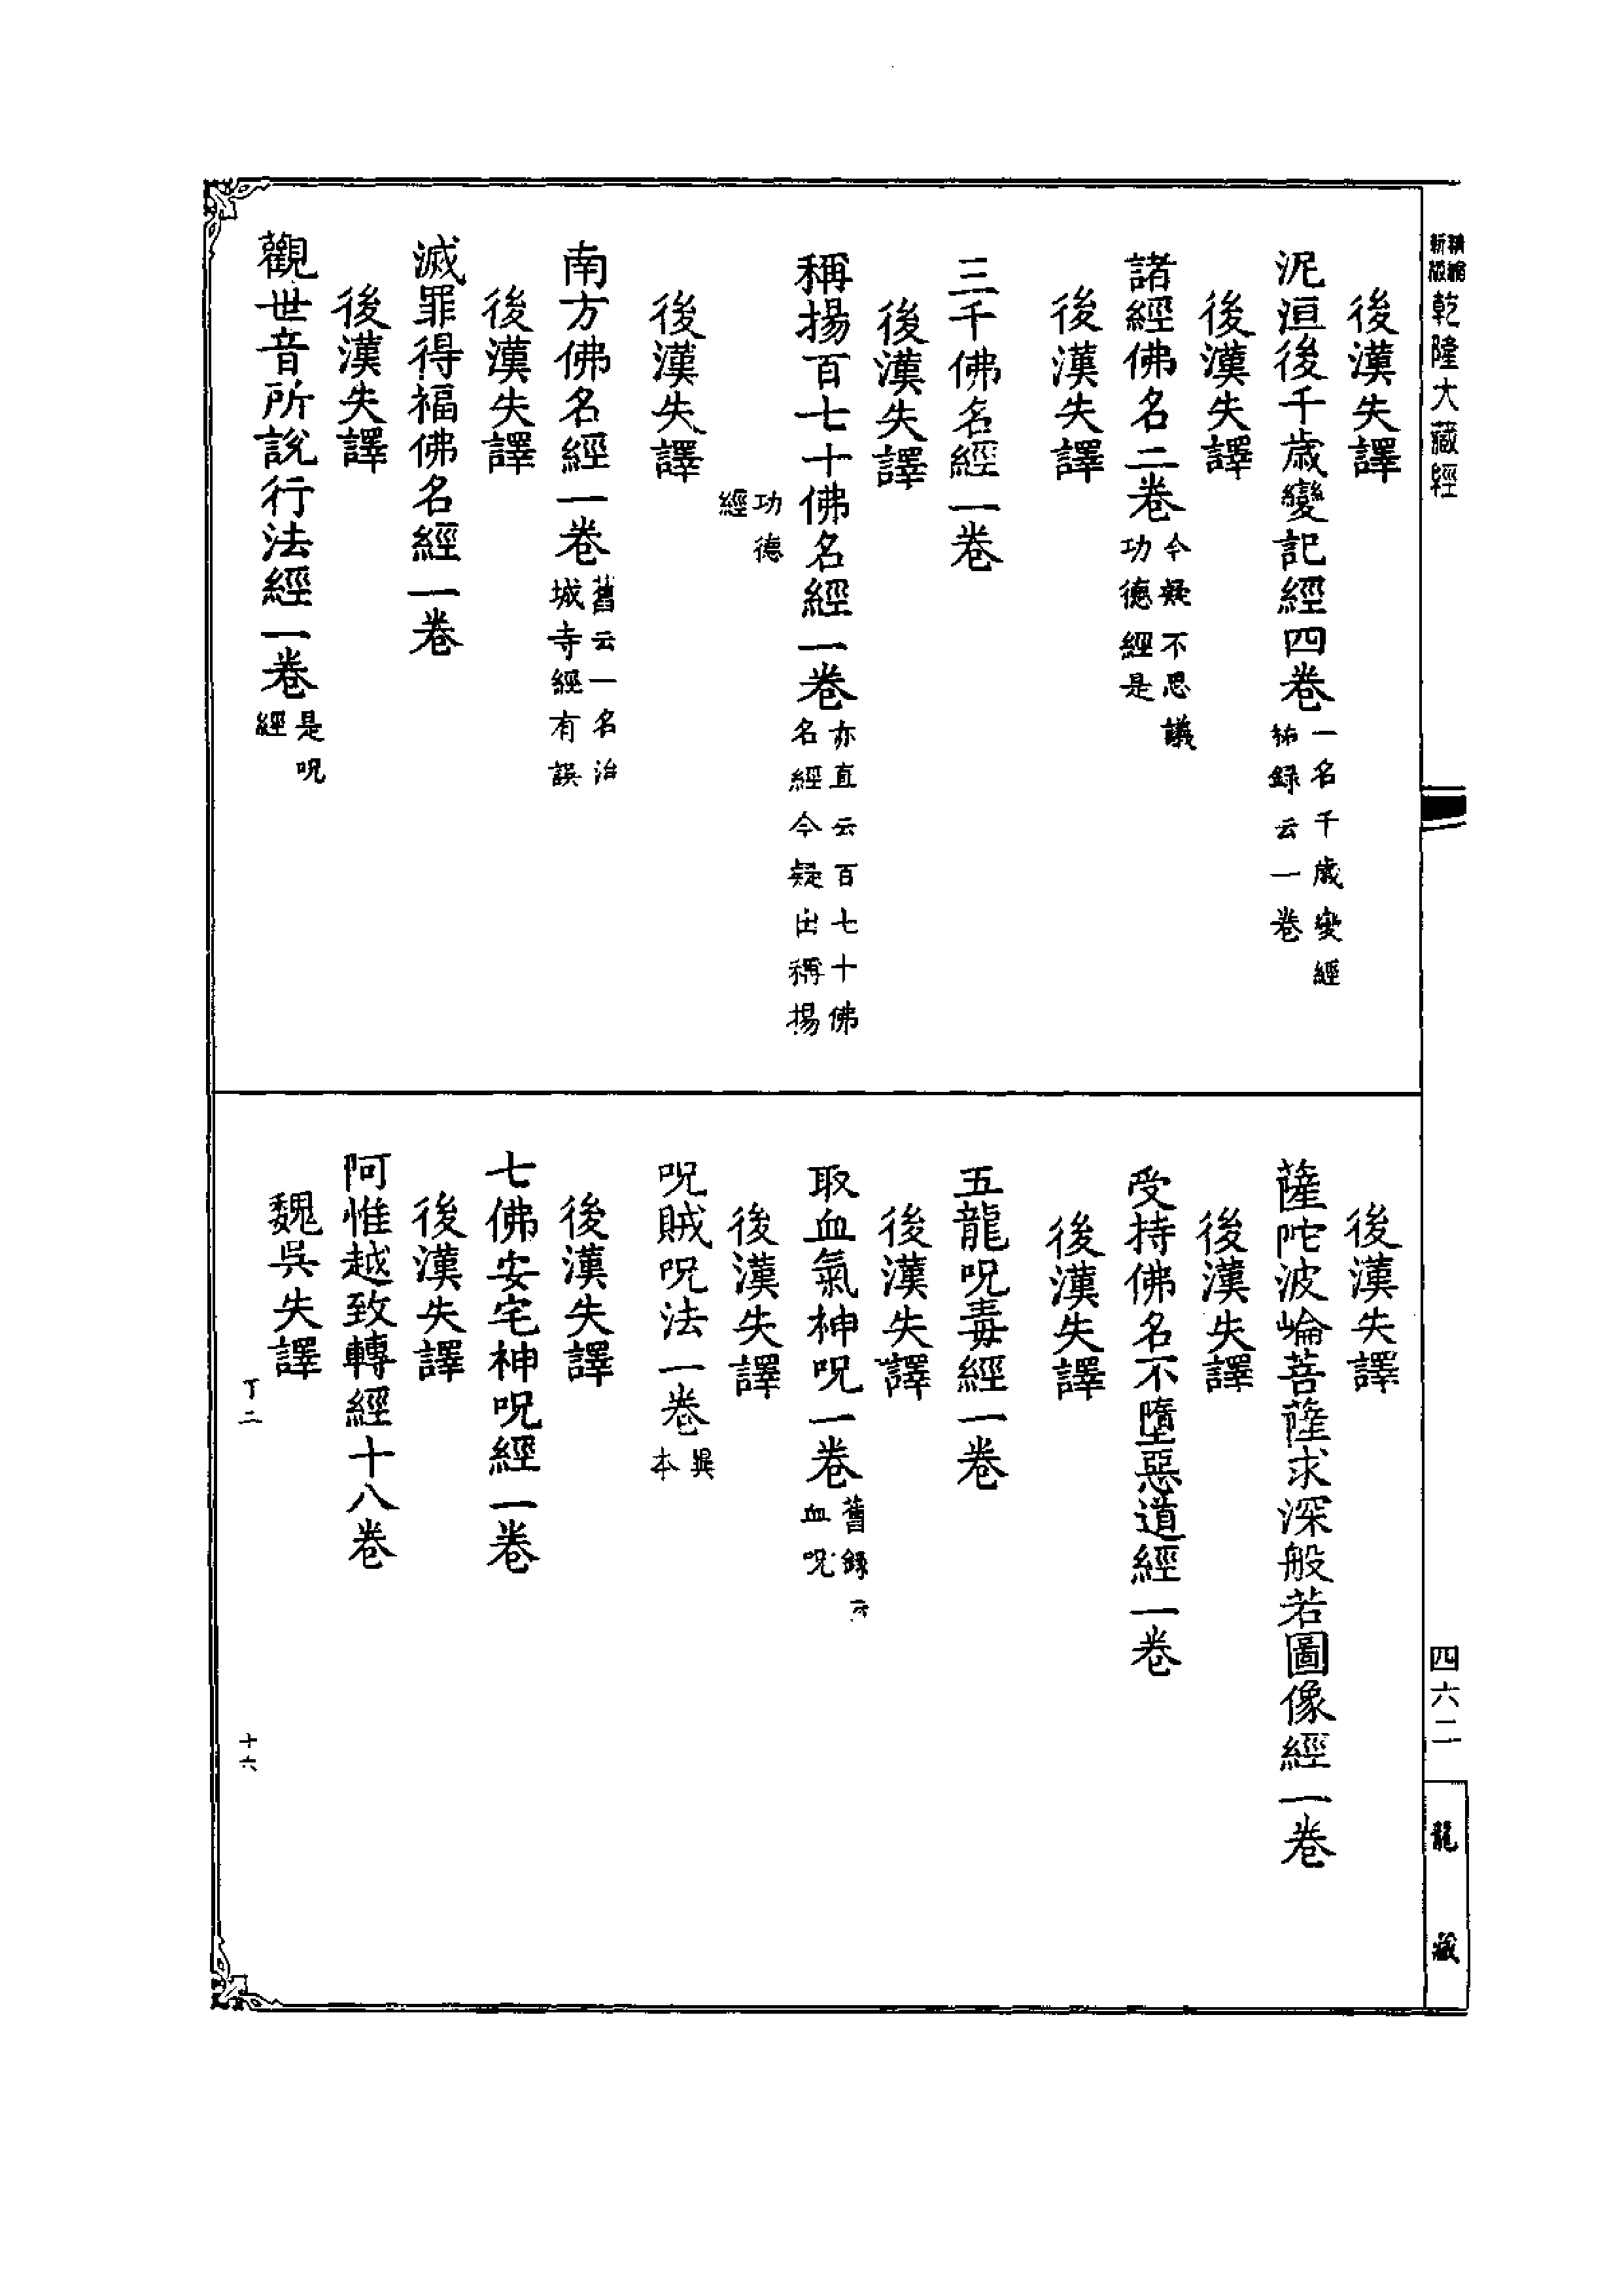 精縮新版乾隆大藏經
後漢失譯
泥洹後千歲變記經四卷一名千歲變經祐錄云一卷
後漢失譯
諸經佛名二卷今疑不思議功德經是
後漢失譯
三千佛名經一卷
後漢失譯
稱揚百七十佛名經一卷亦直云百七十佛名經今疑出稱揚
功德經
後漢失譯
南方佛名經一卷舊云一名治城寺經有誤
後漢失譯
滅罪得福佛名經一卷
後漢失譯
觀世音所說行法經一卷是呪經
後漢失譯
薩陀波崙菩薩求深般若圖像經一卷
後漢失譯
受持佛名不墮惡道經一卷
後漢失譯
五龍呪毒經一卷
後漢失譯
取血氣神呪一卷舊錄云血呪
後漢失譯
呪賊呪法一卷異本
後漢失譯
七佛安宅神呪經一卷
後漢失譯
阿惟越致轉經十八卷
魏吳失譯
丁二
十六
四六二
龍藏